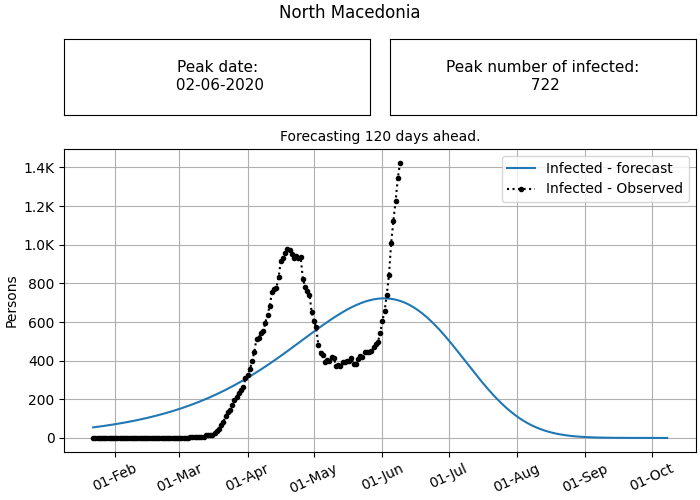 North Macedonia
Peak date:
02-06-2020
Peak number of infected:
722
Forecasting 120 days ahead.
Infected - forecast
Infected - Observed
Persons
1.4K
1.2K
1.0K
800
600
400
200
0
01-Feb
01-Mar
01-Apr
01-May
01-Jun
01-Jul
01-Aug
01-Sep
01-Oct